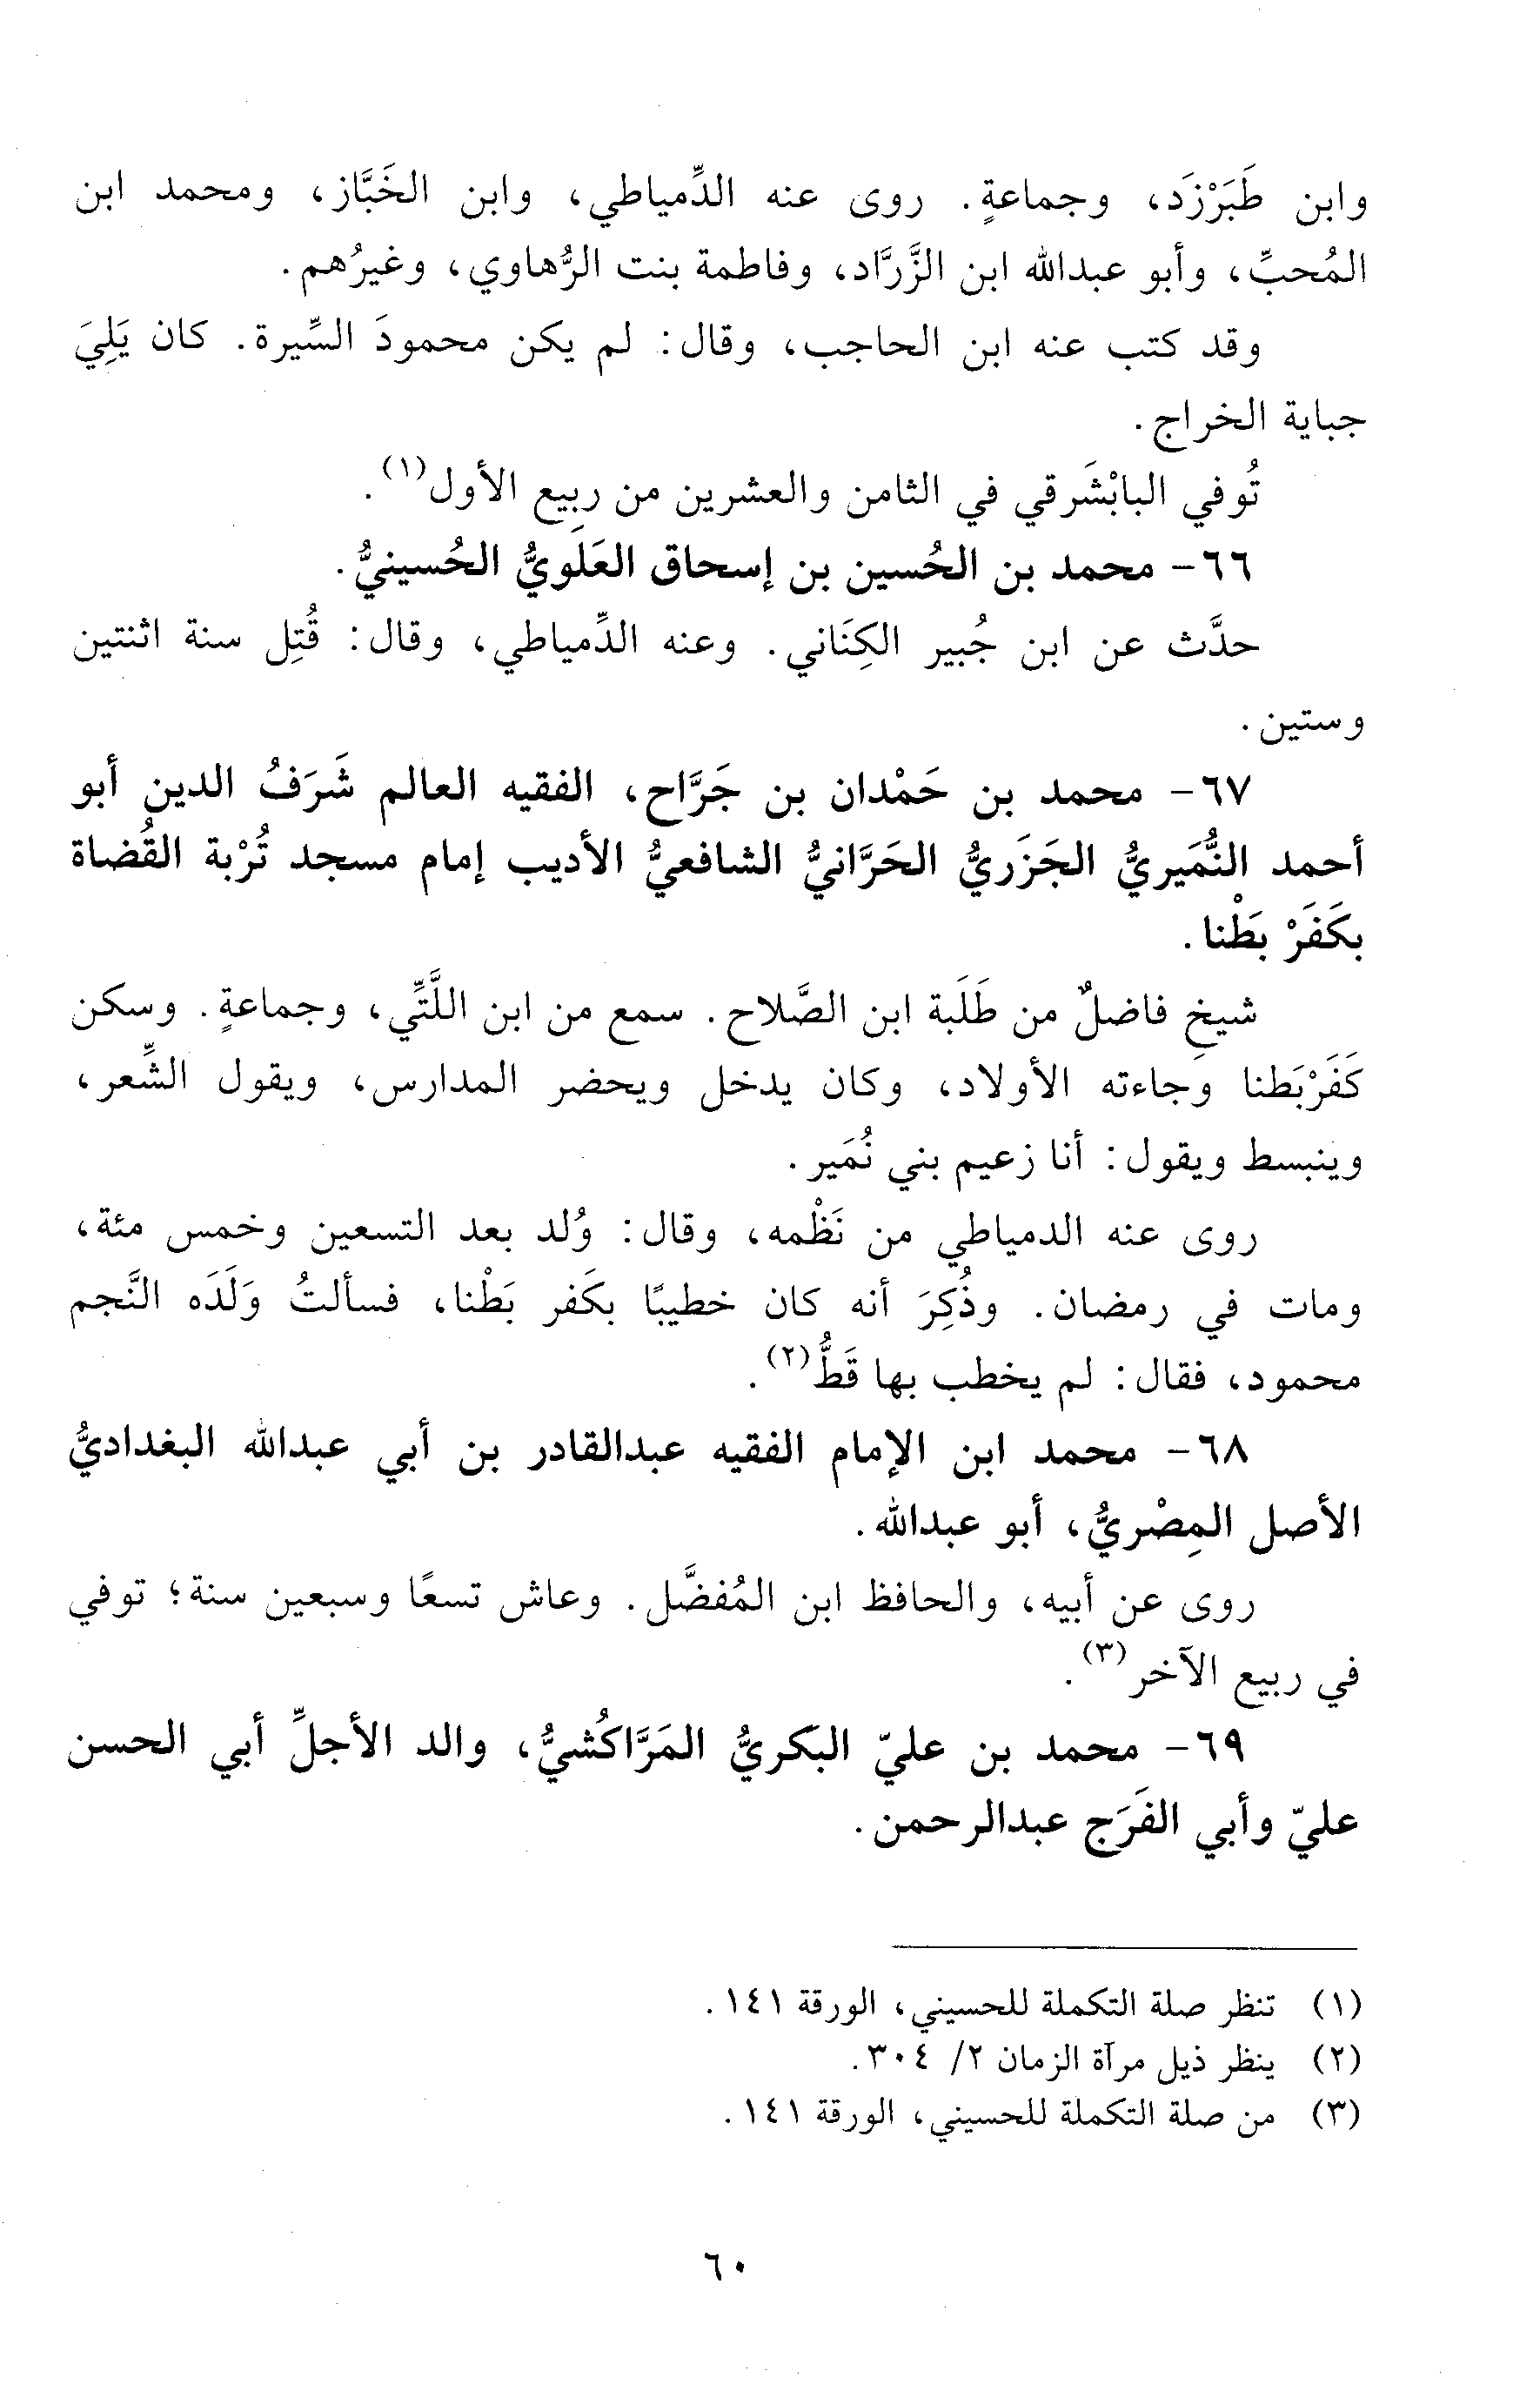 وابن طَبَرْزَد، وجماعةٍ. روى عنه الدِّمياطي، وابن الخَبَّاز، ومحمد ابن
المُحبِّ، وأبو عبدالله ابن الزَّرَّاد، وفاطمة بنت الرُّهاوي، وغيرُهم.
وقد كتب عنه ابن الحاجب، وقال: لم يكن محمودَ السِّيرة. كان يَلِيَ
جباية الخراج.
تُوفي البابْشَرقي في الثامن والعشرين من ربيع الأول(١).
٦٦- محمد بن الحُسين بن إسحاق العَلَويُّ الحُسينيُّ.
حدَّث عن ابن جُبير الكِنَاني. وعنه الدِّمياطي، وقال: قُتِل سنة اثنتين
وستين.
٦٧- محمد بن حَمْدان بن جَرَّاح، الفقيه العالم شَرَفُ الدين أبو
أحمد النُّمَيريُّ الجَزَريُّ الحَرَّانيُّ الشافعيُّ الأديب إمام مسجد تُرْبة القُضاة
بكَفَرْ بَطْنا.
شيخ فاضلٌ من طَلَبة ابن الصَّلاح. سمع من ابن اللَّتِّي، وجماعةٍ. وسكن
كَفَرْبَطنا وَجاءته الأولاد، وكان يدخل ويحضر المدارس، ويقول الشِّعر،
وينبسط ويقول: أنا زعيم بني نُمَير.
روى عنه الدمياطي من نَظْمه، وقال: وُلد بعد التسعين وخمس مئة،
ومات في رمضان. وذُكِرَ أنه كان خطيبًا بكَفر بَطْنا، فسألتُ وَلَدَه النَّجم
محمود، فقال: لم يخطب بها قَطُّ(٢).
٦٨- محمد ابن الإمام الفقيه عبدالقادر بن أبي عبدالله البغداديُّ
الأصل المِصْريُّ، أبو عبدالله.
روى عن أبيه، والحافظ ابن المُفضَّل. وعاش تسعًا وسبعين سنة؛ توفي
في ربيع الآخر(٣).
٦٩- محمد بن عليّ البكريُّ المَرَّاكُشيُّ، والد الأجلِّ أبي الحسن
عليّ وأبي الفَرَج عبدالرحمن.
(١) تنظر صلة التكملة للحسيني، الورقة ١٤١.
(٢) ينظر ذيل مرآة الزمان ٢/ ٣٠٤.
(٣) من صلة التكملة للحسيني، الورقة ١٤١.
٦٠